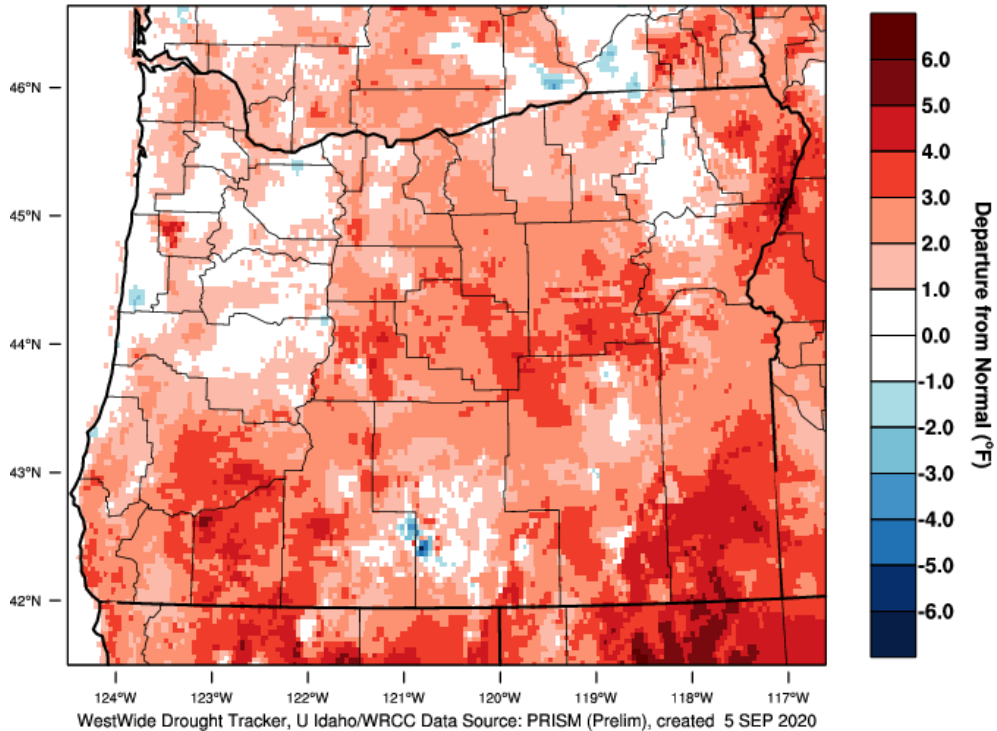 46°N
45°N
44°N
43°N
42°N
124°W 123°W 122°W 121°W 120°W 119°W 118°W 117°W
WestWide Drought Tracker, U Idaho/WRCC Data Source: PRISM (Prelim), created 5 SEP 2020
6.0
5.0
4.0
3.0
2.0
1.0
0.0
-1.0
-2.0
-3.0
-4.0
-5.0
-6.0
Departure from Normal (°F)